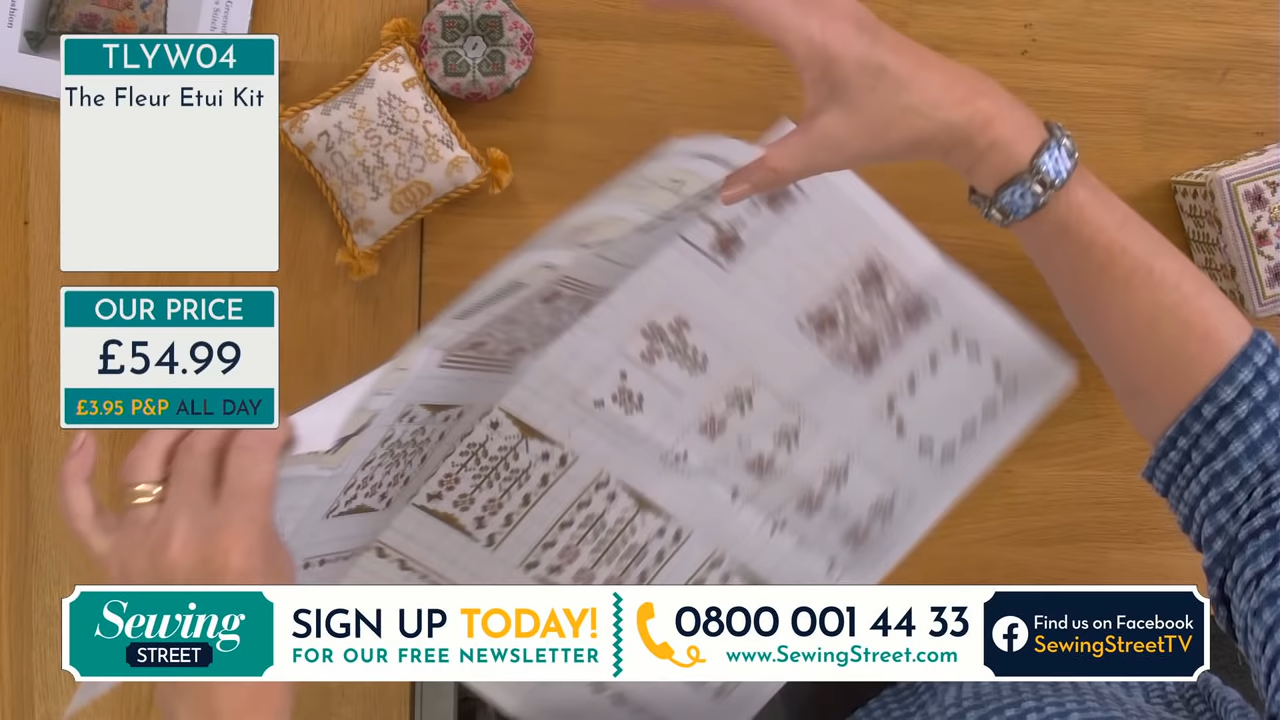 TLYW04
The Fleur Etui Kit
OUR PRICE
£54.99
£3.95 P&P ALL DAY
Sewing
STREET
SIGN UP TODAY!
FOR OUR FREE NEWSLETTER
0800 001 44 33
www.SewingStreet.com
Find us on Facebook
SewingStreetTV